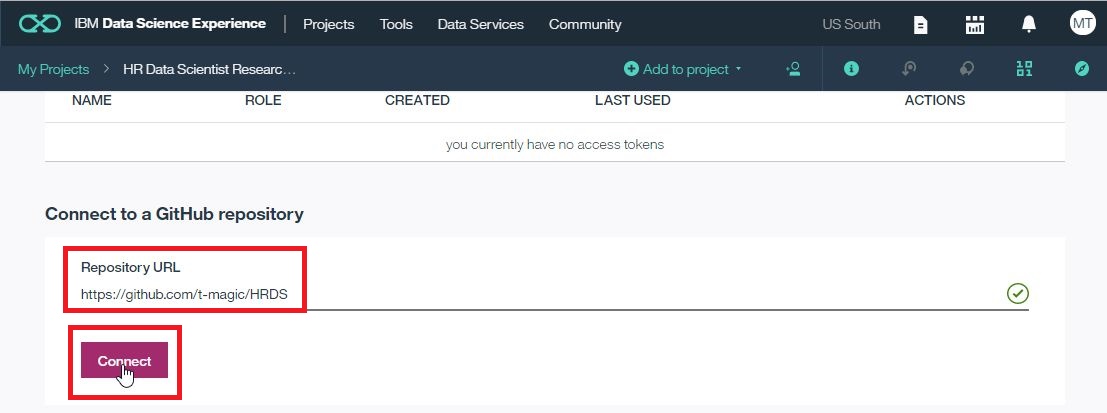 IBM Data Science Experience Projects Tools Data Services Community US South MT
My Projects > HR Data Scientist Researc... Add to project
NAME ROLE CREATED LAST USED ACTIONS
you currently have no access tokens
Connect to a GitHub repository
Repository URL
https://github.com/t-magic/HRDS
Connect